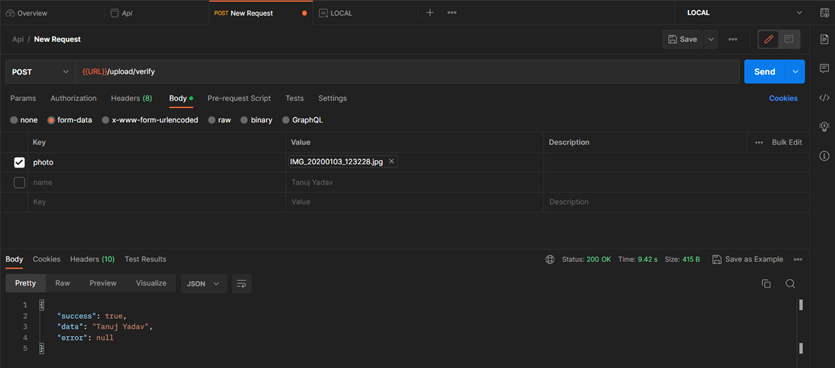 Overview Api POST New Request LOCAL LOCAL
Api / New Request Save
POST {{URL}}/upload/verify Send
Params Authorization Headers (8) Body Pre-request Script Tests Settings Cookies
none form-data x-www-form-urlencoded raw binary GraphQL
Key Value Description Bulk Edit
photo IMG_20200103_123228.jpg
name Tanuj Yadav
Key Value Description
Body Cookies Headers (10) Test Results Status: 200 OK Time: 9.42 s Size: 415 B Save as Example
Pretty Raw Preview Visualize JSON
1 {
2 "success": true,
3 "data": "Tanuj Yadav",
4 "error": null
5 }